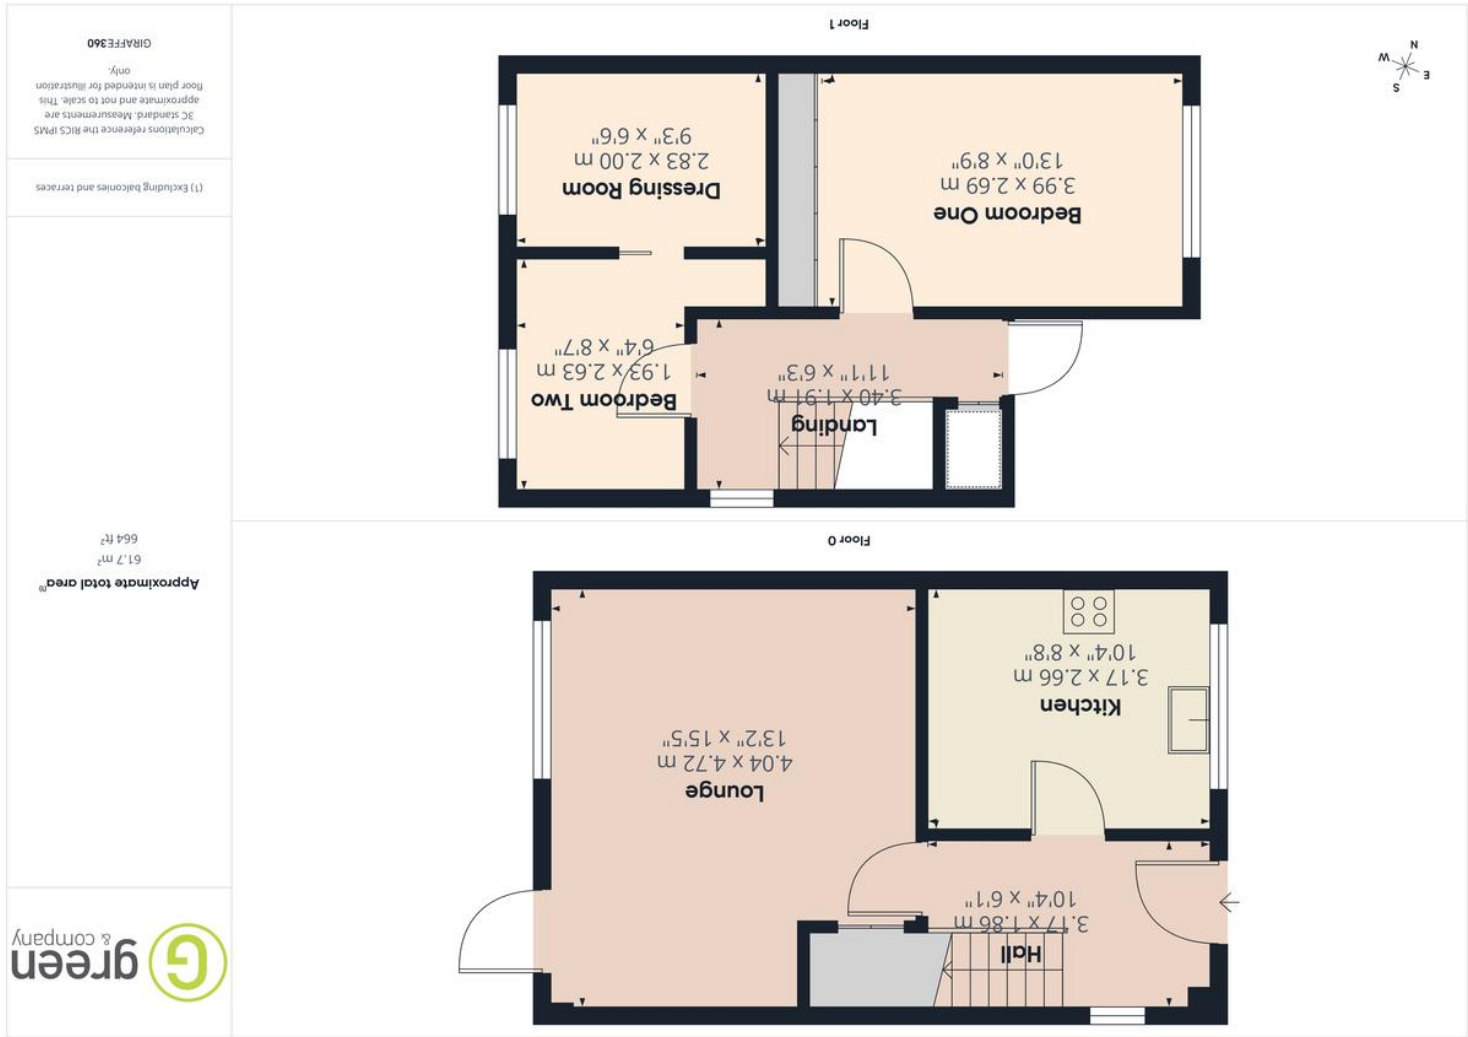 green
& company
Floor 0
Hall
3.17 x 1.86 m
10'4" x 6'1"
Lounge
4.04 x 4.72 m
13'2" x 15'5"
Kitchen
3.17 x 2.66 m
10'4" x 8'8"
Approximate total area(1)
61.7 m²
664 ft²
Floor 1
Landing
3.40 x 1.91 m
11'1" x 6'3"
Bedroom Two
1.93 x 2.63 m
6'4" x 8'7"
Bedroom One
3.99 x 2.69 m
13'0" x 8'9"
Dressing Room
2.83 x 2.00 m
9'3" x 6'6"
(1) Excluding balconies and terraces
Calculations reference the RICS IPMS
3C standard. Measurements are
approximate and not to scale. This
floor plan is intended for illustration
only.
GIRAFFE360
S
E
W
N